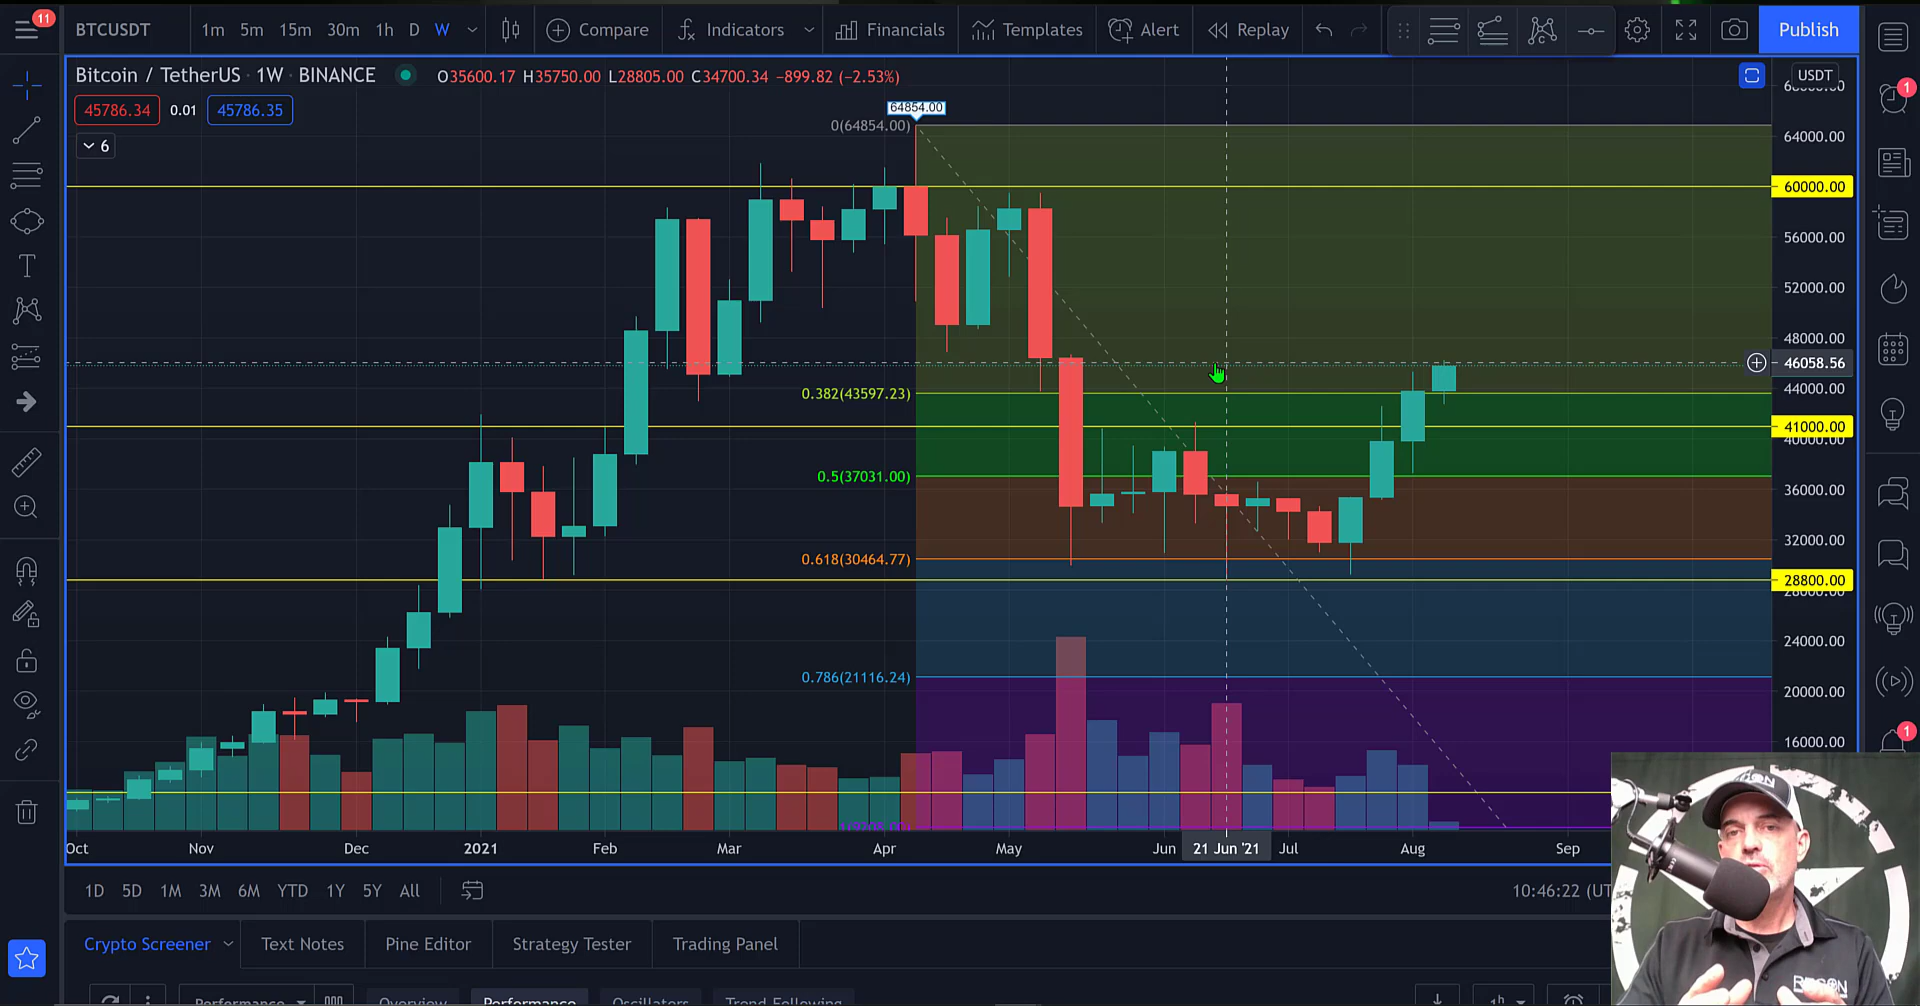 11
BTCUSDT 1m 5m 15m 30m 1h D W Compare Indicators Financials Templates Alert Replay Publish
Bitcoin / TetherUS · 1W · BINANCE O35600.17 H35750.00 L28805.00 C34700.34 −899.82 (−2.53%)
USDT
45786.34 0.01 45786.35
1
64854.00
0(64854.00)
6
64000.00
60000.00
56000.00
52000.00
48000.00
46058.56
0.382(43597.23)
44000.00
41000.00
40000.00
0.5(37031.00)
36000.00
32000.00
0.618(30464.77)
28800.00
28000.00
24000.00
0.786(21116.24)
20000.00
1
16000.00
Oct Nov Dec 2021 Feb Mar Apr May Jun 21 Jun '21 Jul Aug Sep
1D 5D 1M 3M 6M YTD 1Y 5Y All
10:46:22 (UT
Crypto Screener Text Notes Pine Editor Strategy Tester Trading Panel
Performance Overview Performance Oscillators Trend-Following
1h